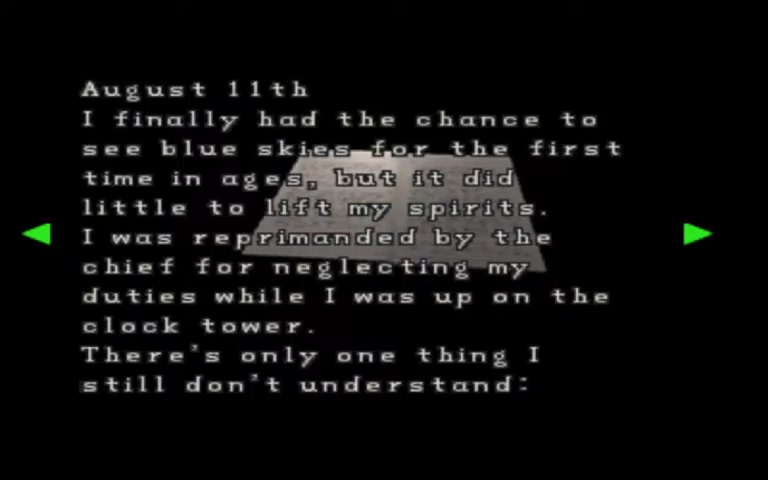 August 11th
I finally had the chance to
see blue skies for the first
time in ages, but it did
little to lift my spirits.
I was reprimanded by the
chief for neglecting my
duties while I was up on the
clock tower.
There's only one thing I
still don't understand: